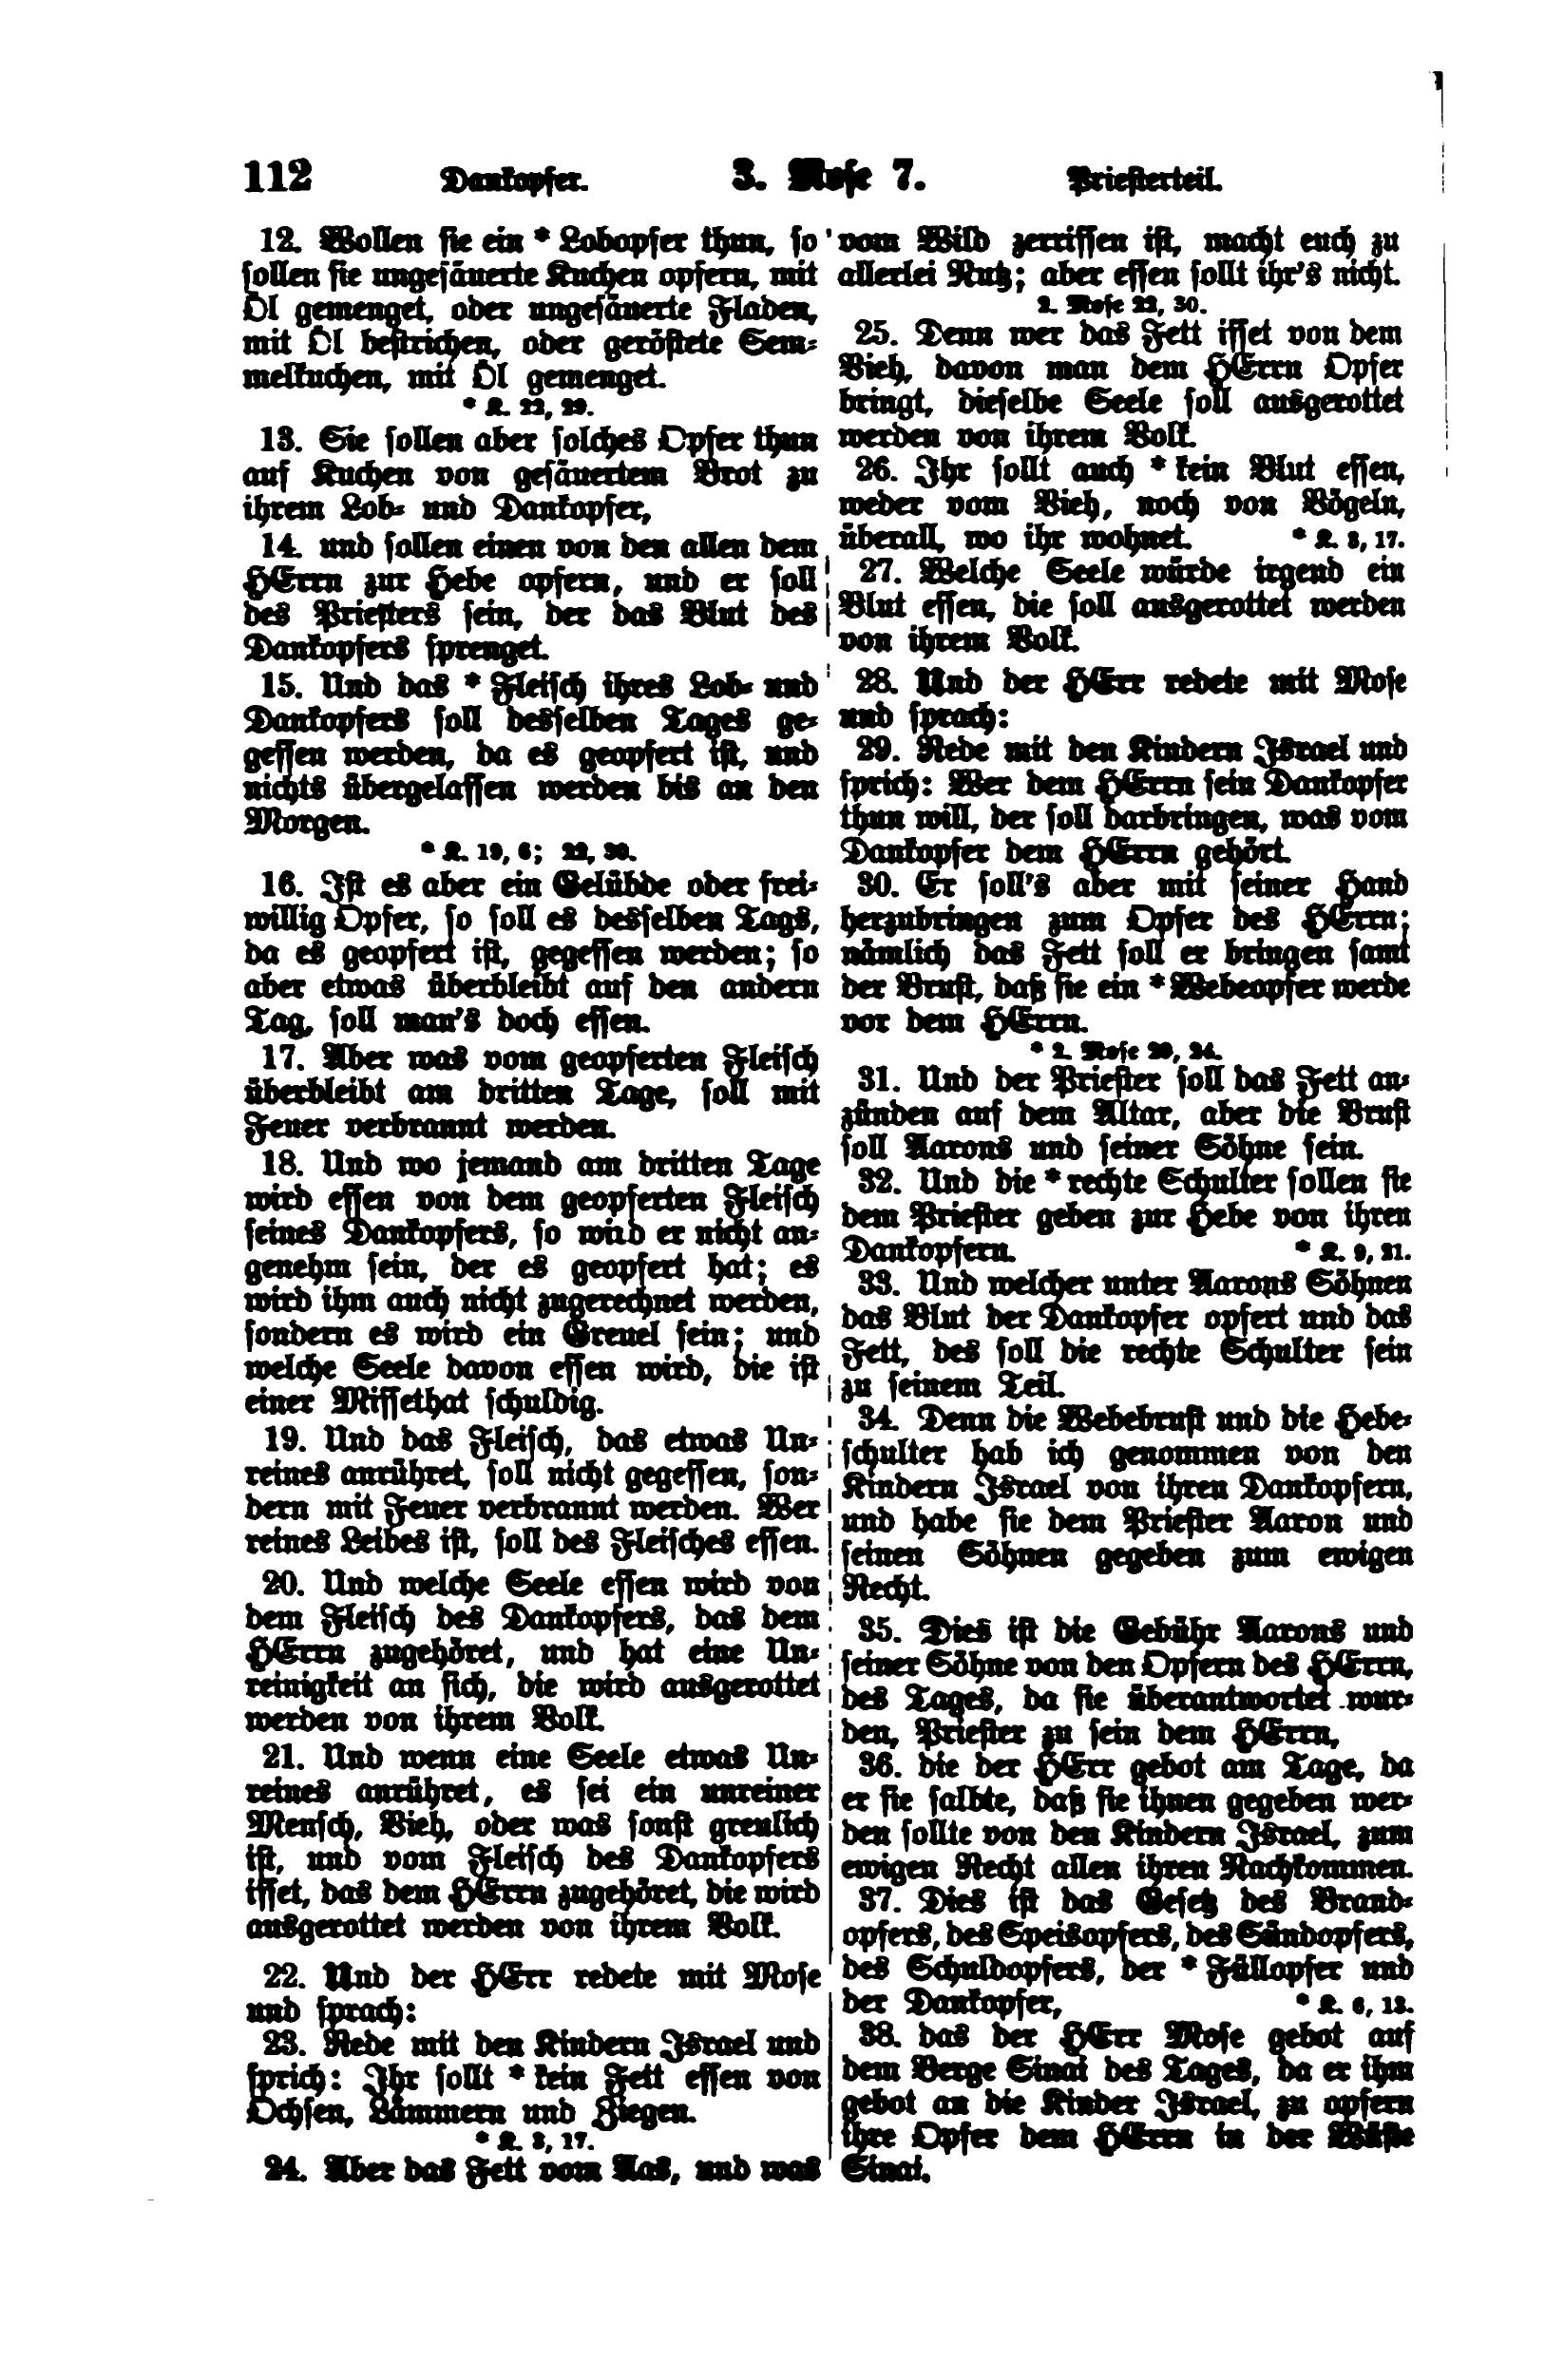 112 Dankopfer. 3. Mose 7. Priesterteil.
12. Wollen sie ein * Lobopfer thun, so
sollen sie ungesäuerte Kuchen opfern, mit
Öl gemenget, oder ungesäuerte Fladen,
mit Öl bestrichen, oder geröstete Sem-
melkuchen, mit Öl gemenget.
* K. 22, 29.
13. Sie sollen aber solches Opfer thun
auf Kuchen von gesäuertem Brot zu
ihrem Lob- und Dankopfer,
14. und sollen einen von den allen dem
HErrn zur Hebe opfern, und er soll
des Priesters sein, der das Blut des
Dankopfers sprenget.
15. Und das * Fleisch ihres Lob- und
Dankopfers soll desselben Tages ge-
gessen werden, da es geopfert ist, und
nichts übergelassen werden bis an den
Morgen.
* K. 19, 6; 22, 30.
16. Ist es aber ein Gelübde oder frei-
willig Opfer, so soll es desselben Tags,
da es geopfert ist, gegessen werden; so
aber etwas überbleibt auf den andern
Tag, soll man's doch essen.
17. Aber was vom geopferten Fleisch
überbleibt am dritten Tage, soll mit
Feuer verbrannt werden.
18. Und wo jemand am dritten Tage
wird essen von dem geopferten Fleisch
seines Dankopfers, so wird er nicht an-
genehm sein, der es geopfert hat; es
wird ihm auch nicht zugerechnet werden,
sondern es wird ein Greuel sein; und
welche Seele davon essen wird, die ist
einer Missethat schuldig.
19. Und das Fleisch, das etwas Un-
reines anrühret, soll nicht gegessen, son-
dern mit Feuer verbrannt werden. Wer
reines Leibes ist, soll des Fleisches essen.
20. Und welche Seele essen wird von
dem Fleisch des Dankopfers, das dem
HErrn zugehöret, und hat eine Un-
reinigkeit an sich, die wird ausgerottet
werden von ihrem Volk.
21. Und wenn eine Seele etwas Un-
reines anrühret, es sei ein unreiner
Mensch, Vieh, oder was sonst greulich
ist, und vom Fleisch des Dankopfers
isset, das dem HErrn zugehöret, die wird
ausgerottet werden von ihrem Volk.
22. Und der HErr redete mit Mose
und sprach:
23. Rede mit den Kindern Israel und
sprich: Ihr sollt * kein Fett essen von
Ochsen, Lämmern und Ziegen.
* K. 3, 17.
24. Aber das Fett vom Aas, und was
vom Wild zerrissen ist, macht euch zu
allerlei Nutz; aber essen sollt ihr's nicht.
2. Mose 22, 30.
25. Denn wer das Fett isset von dem
Vieh, davon man dem HErrn Opfer
bringt, dieselbe Seele soll ausgerottet
werden von ihrem Volk.
26. Ihr sollt auch * kein Blut essen,
weder vom Vieh, noch von Vögeln,
überall, wo ihr wohnet. * K. 3, 17.
27. Welche Seele würde irgend ein
Blut essen, die soll ausgerottet werden
von ihrem Volk.
28. Und der HErr redete mit Mose
und sprach:
29. Rede mit den Kindern Israel und
sprich: Wer dem HErrn sein Dankopfer
thun will, der soll darbringen, was vom
Dankopfer dem HErrn gehört.
30. Er soll's aber mit seiner Hand
herzubringen zum Opfer des HErrn;
nämlich das Fett soll er bringen samt
der Brust, daß sie ein * Webeopfer werde
vor dem HErrn.
* 2. Mose 29, 24.
31. Und der Priester soll das Fett an-
zünden auf dem Altar, aber die Brust
soll Aarons und seiner Söhne sein.
32. Und die * rechte Schulter sollen sie
dem Priester geben zur Hebe von ihren
Dankopfern. * K. 9, 21.
33. Und welcher unter Aarons Söhnen
das Blut der Dankopfer opfert und das
Fett, des soll die rechte Schulter sein
zu seinem Teil.
34. Denn die Webebrust und die Hebe-
schulter hab ich genommen von den
Kindern Israel von ihren Dankopfern,
und habe sie dem Priester Aaron und
seinen Söhnen gegeben zum ewigen
Recht.
35. Dies ist die Gebühr Aarons und
seiner Söhne von den Opfern des HErrn,
des Tages, da sie überantwortet wur-
den, Priester zu sein dem HErrn,
36. die der HErr gebot am Tage, da
er sie salbte, daß sie ihnen gegeben wer-
den sollte von den Kindern Israel, zum
ewigen Recht allen ihren Nachkommen.
37. Dies ist das Gesetz des Brand-
opfers, des Speisopfers, des Sündopfers,
des Schuldopfers, der * Füllopfer und
der Dankopfer, * K. 6, 13.
38. das der HErr Mose gebot auf
dem Berge Sinai des Tages, da er ihm
gebot an die Kinder Israel, zu opfern
ihre Opfer dem HErrn in der Wüste
Sinai.